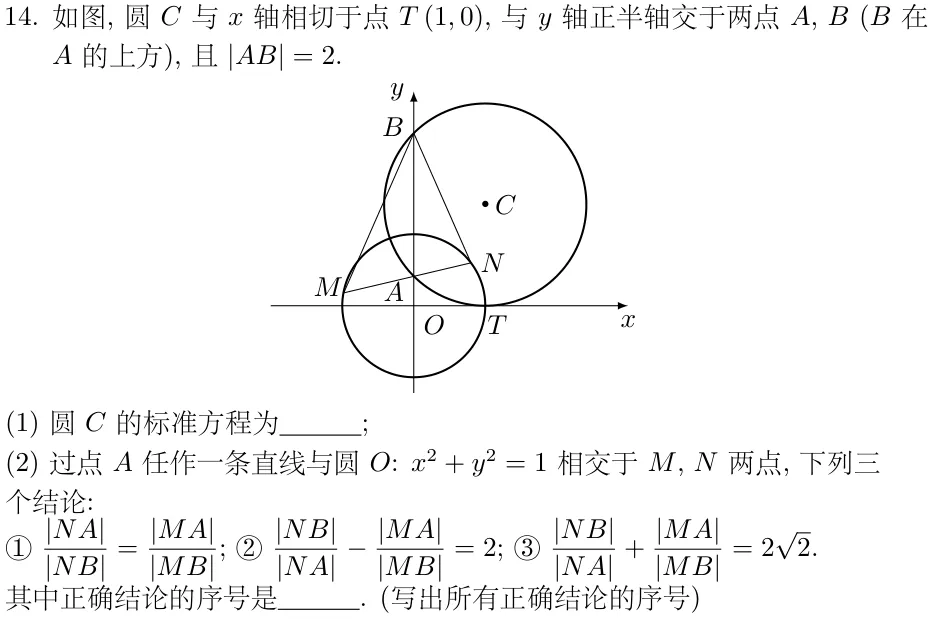 14. 如图, 圆 C 与 x 轴相切于点 T (1, 0), 与 y 轴正半轴交于两点 A, B (B 在
A 的上方), 且 |AB| = 2.
y
B
C
N
M
A
O
T
x
(1) 圆 C 的标准方程为______;
(2) 过点 A 任作一条直线与圆 O: x² + y² = 1 相交于 M, N 两点, 下列三
个结论:
① |NA|/|NB| = |MA|/|MB|; ② |NB|/|NA| − |MA|/|MB| = 2; ③ |NB|/|NA| + |MA|/|MB| = 2√2.
其中正确结论的序号是______. (写出所有正确结论的序号)